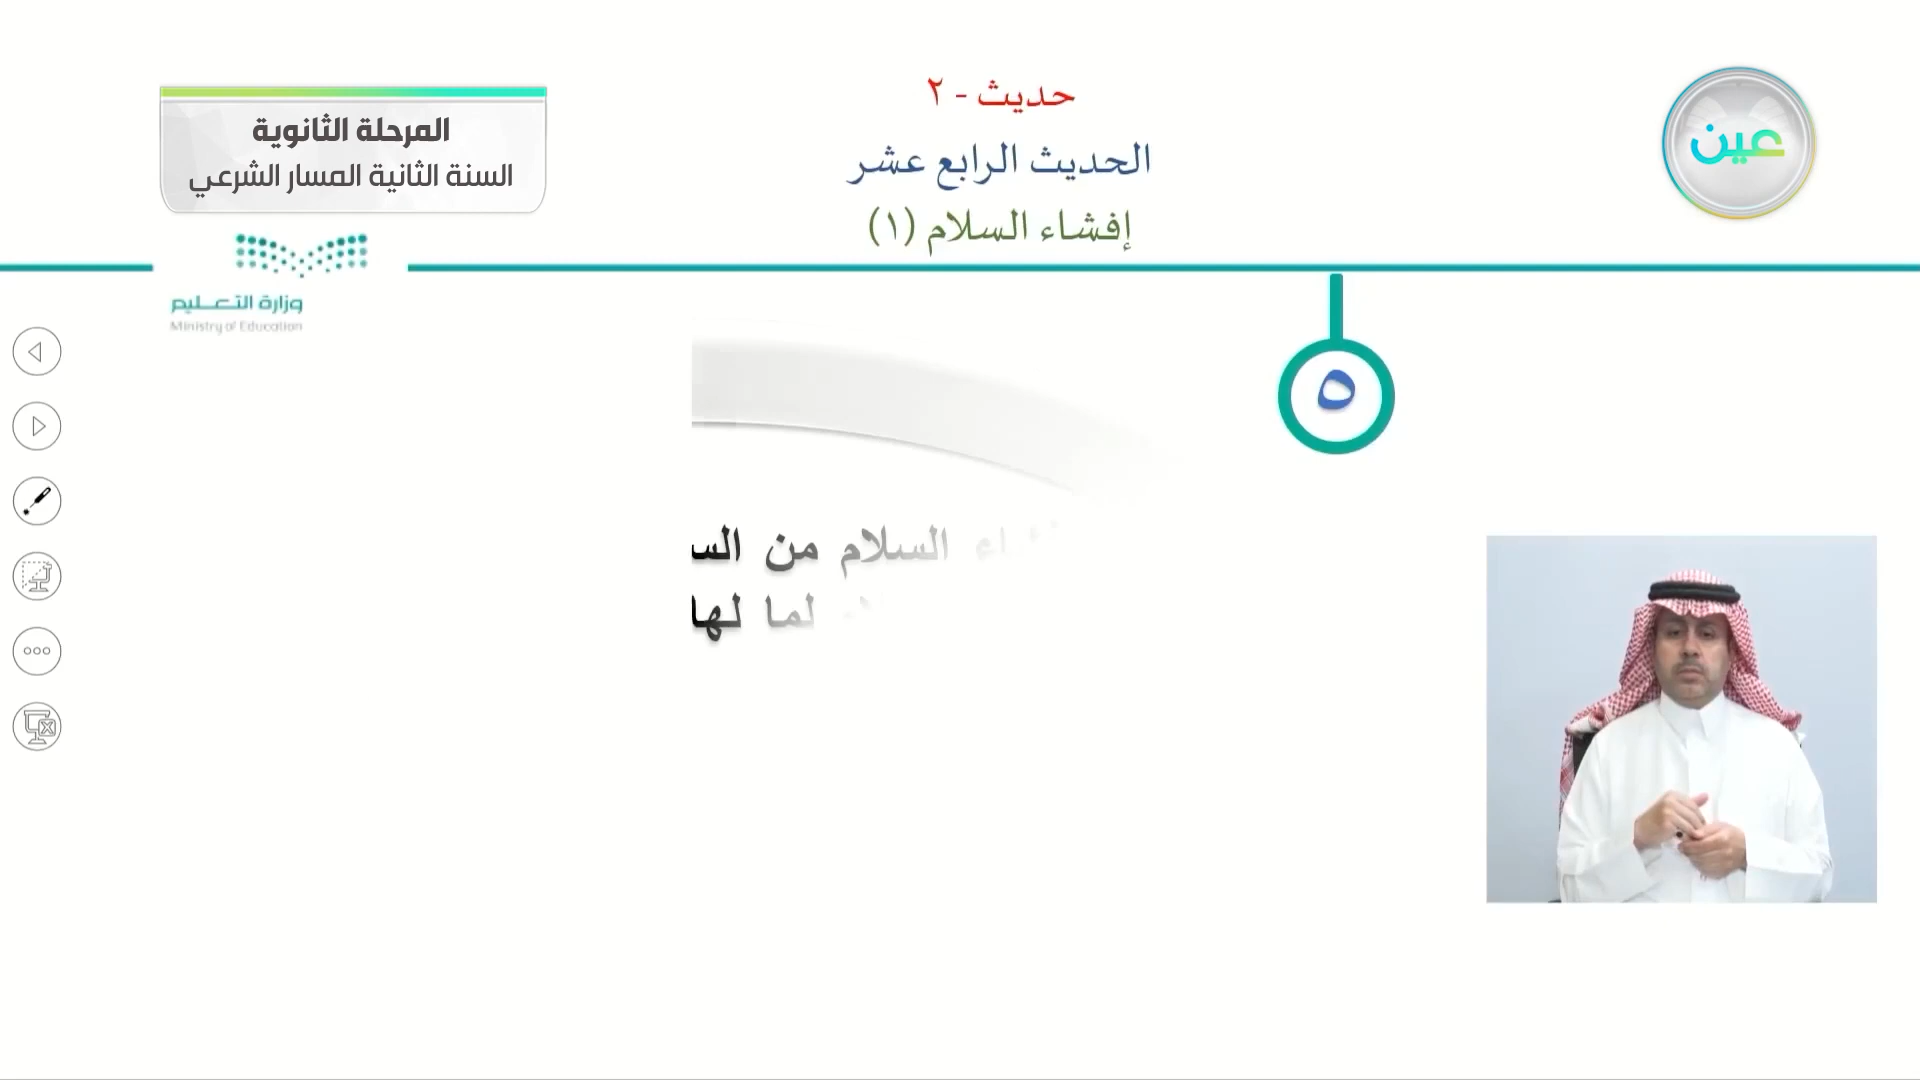 حديث - ٢
الحديث الرابع عشر
إفشاء السلام (١)
المرحلة الثانوية
السنة الثانية المسار الشرعي
عين
وزارة التعليم
Ministry of Education
٥
السلام من
لما لها